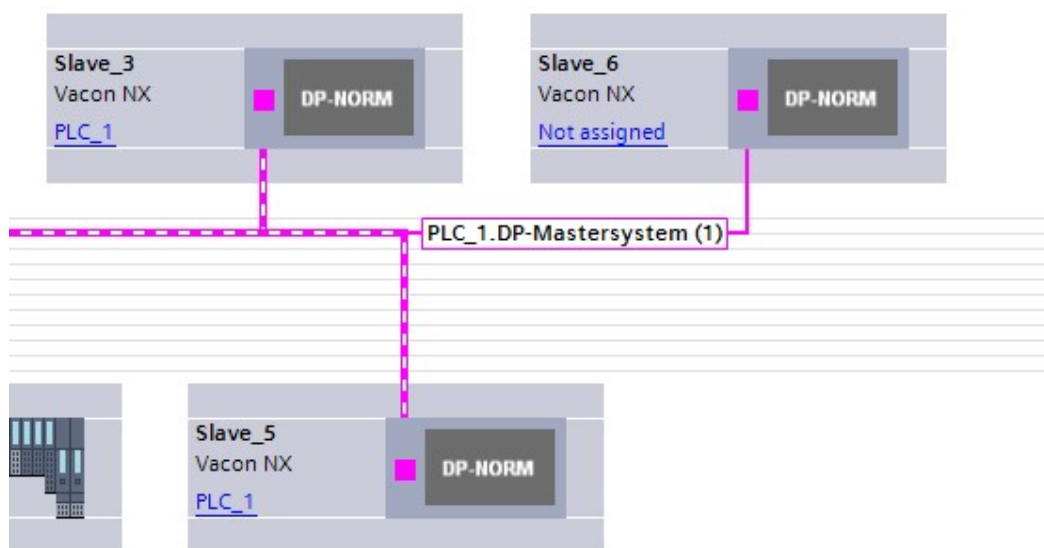 Slave_3
Vacon NX
DP-NORM
PLC_1
Slave_6
Vacon NX
DP-NORM
Not assigned
PLC_1.DP-Mastersystem (1)
Slave_5
Vacon NX
DP-NORM
PLC_1